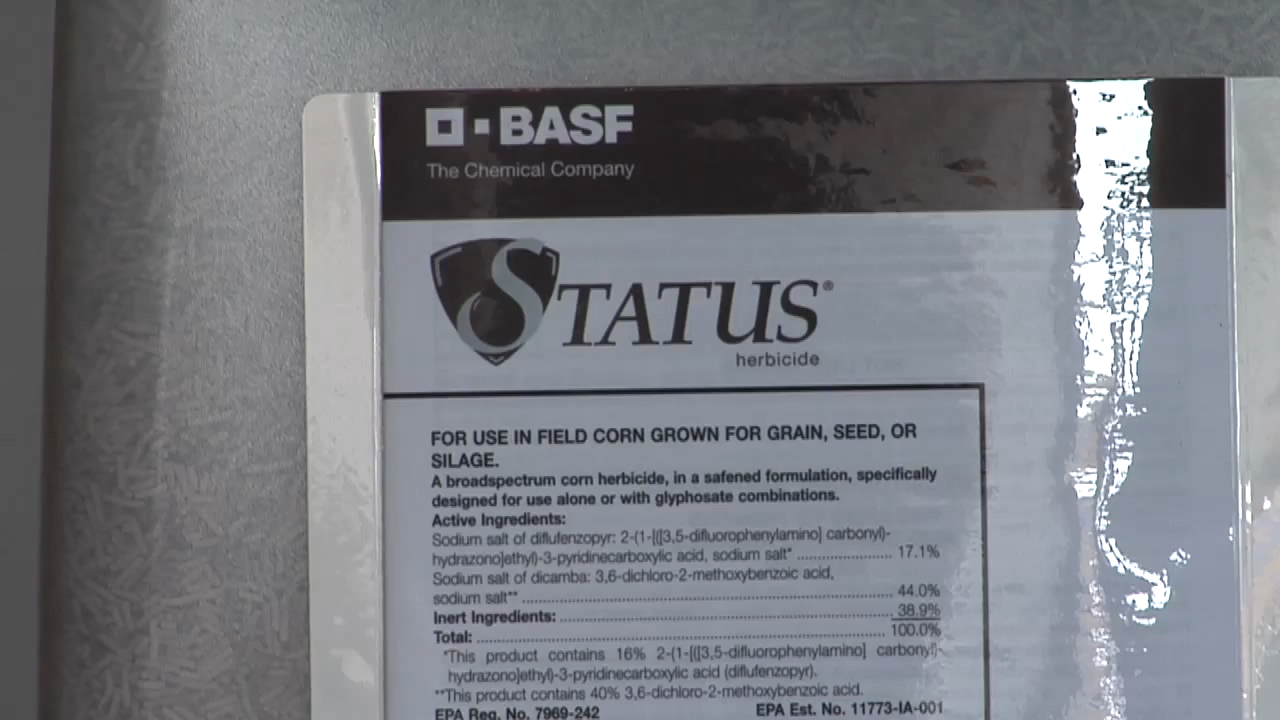 BASF
The Chemical Company
STATUS®
herbicide
FOR USE IN FIELD CORN GROWN FOR GRAIN, SEED, OR
SILAGE.
A broadspectrum corn herbicide, in a safened formulation, specifically
designed for use alone or with glyphosate combinations.
Active Ingredients:
Sodium salt of diflufenzopyr: 2-(1-[([3,5-difluorophenylamino] carbonyl)-
hydrazono]ethyl)-3-pyridinecarboxylic acid, sodium salt* .................... 17.1%
Sodium salt of dicamba: 3,6-dichloro-2-methoxybenzoic acid,
sodium salt** .................... 44.0%
Inert Ingredients: .................... 38.9%
Total: .................... 100.0%
*This product contains 16% 2-(1-[([3,5-difluorophenylamino] carbonyl)-
hydrazono]ethyl)-3-pyridinecarboxylic acid (diflufenzopyr).
**This product contains 40% 3,6-dichloro-2-methoxybenzoic acid.
EPA Reg. No. 7969-242 EPA Est. No. 11773-IA-001